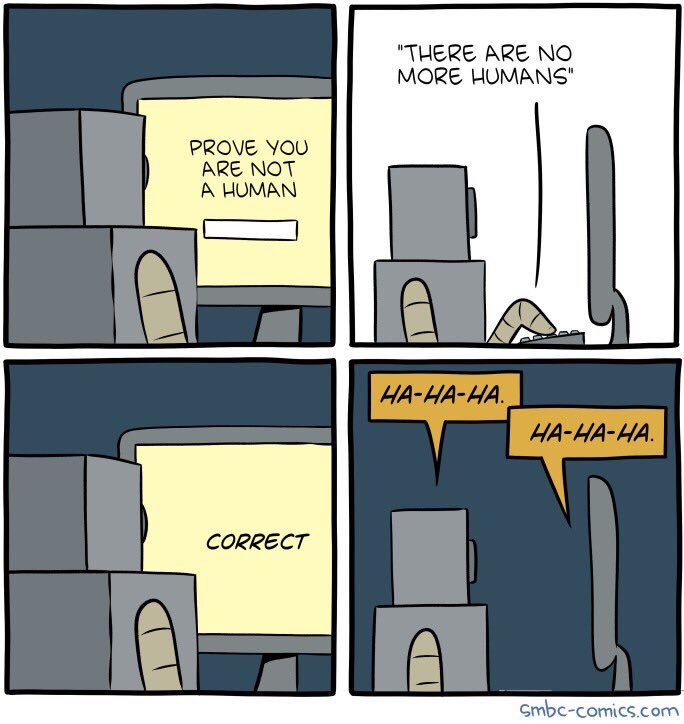 PROVE YOU
ARE NOT
A HUMAN
"THERE ARE NO
MORE HUMANS"
CORRECT
HA-HA-HA.
HA-HA-HA.
smbc-comics.com